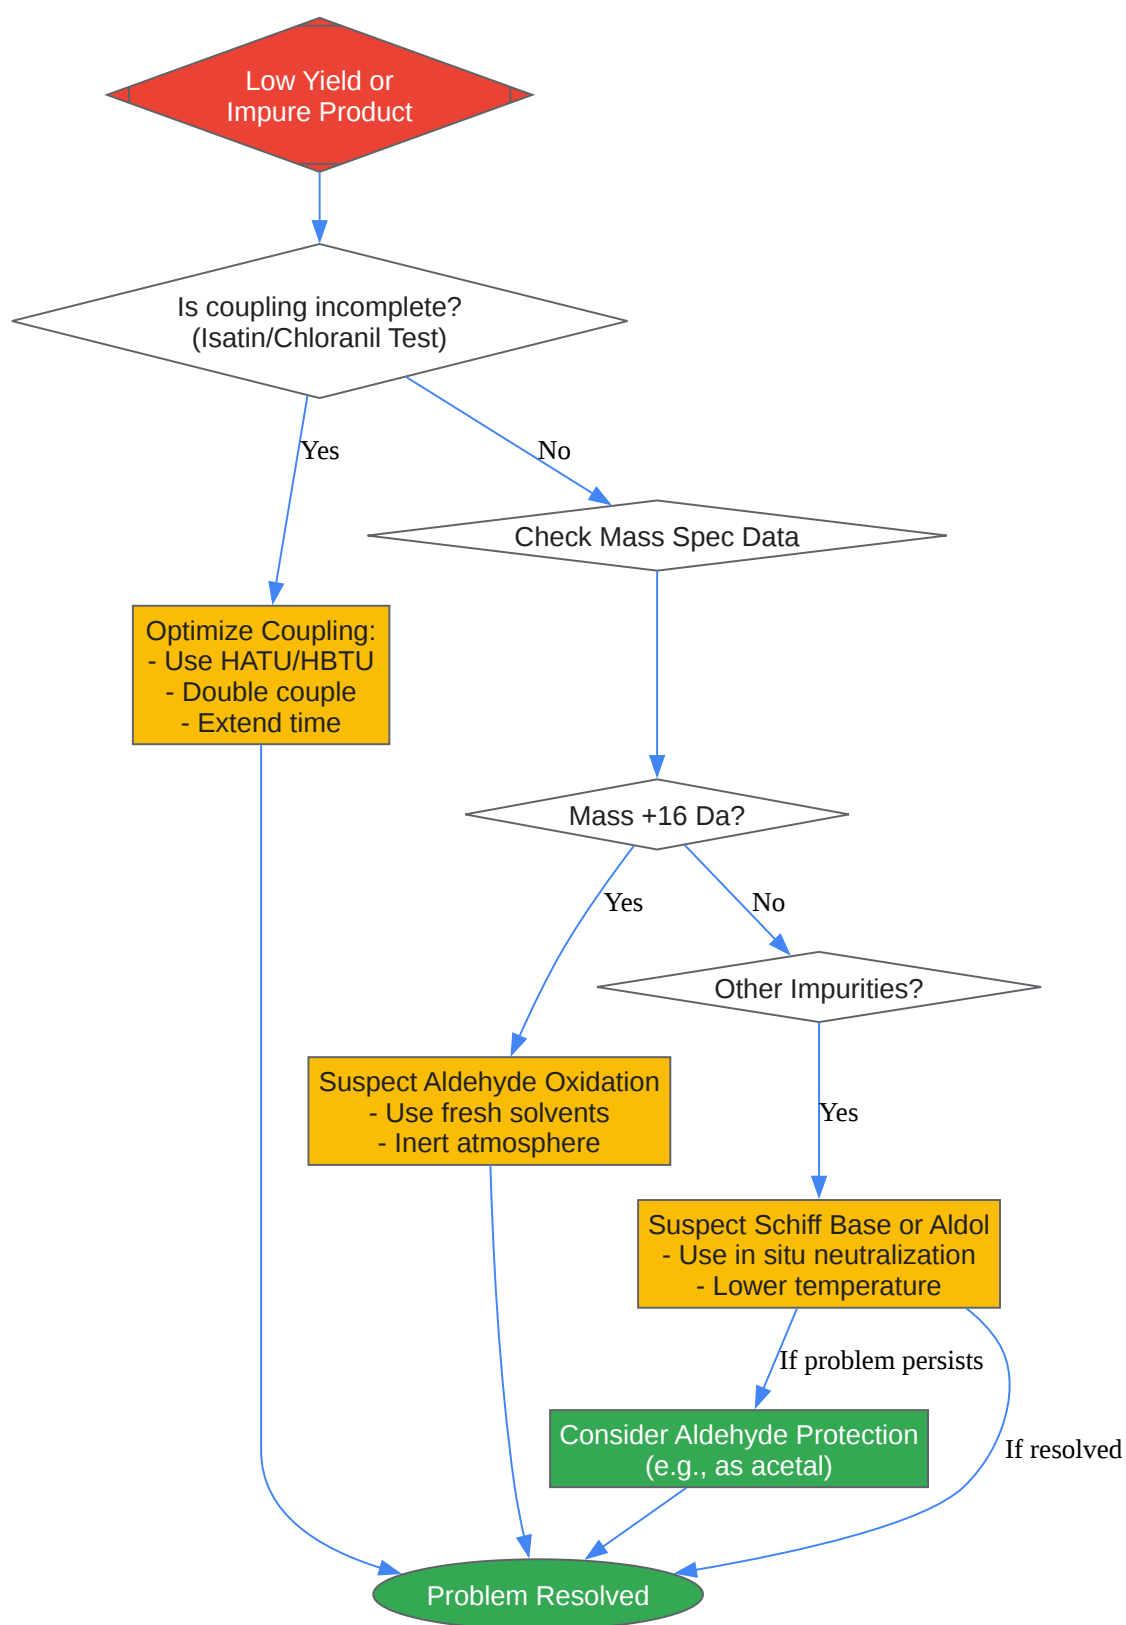 Low Yield or
Impure Product
Is coupling incomplete?
(Isatin/Chloranil Test)
Yes
No
Check Mass Spec Data
Optimize Coupling:
- Use HATU/HBTU
- Double couple
- Extend time
Mass +16 Da?
Yes
No
Other Impurities?
Suspect Aldehyde Oxidation
- Use fresh solvents
- Inert atmosphere
Yes
Suspect Schiff Base or Aldol
- Use in situ neutralization
- Lower temperature
If problem persists
Consider Aldehyde Protection
(e.g., as acetal)
If resolved
Problem Resolved